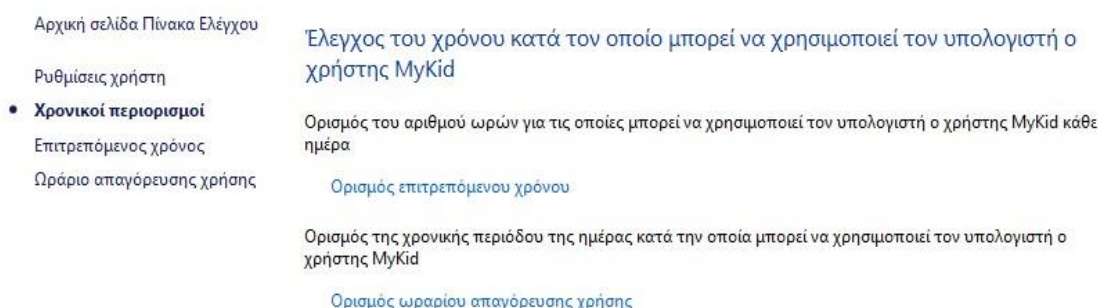 Αρχική σελίδα Πίνακα Ελέγχου
Ρυθμίσεις χρήστη
Χρονικοί περιορισμοί
Επιτρεπόμενος χρόνος
Ωράριο απαγόρευσης χρήσης
Έλεγχος του χρόνου κατά τον οποίο μπορεί να χρησιμοποιεί τον υπολογιστή ο
χρήστης MyKid
Ορισμός του αριθμού ωρών για τις οποίες μπορεί να χρησιμοποιεί τον υπολογιστή ο χρήστης MyKid κάθε
ημέρα
Ορισμός επιτρεπόμενου χρόνου
Ορισμός της χρονικής περιόδου της ημέρας κατά την οποία μπορεί να χρησιμοποιεί τον υπολογιστή ο
χρήστης MyKid
Ορισμός ωραρίου απαγόρευσης χρήσης